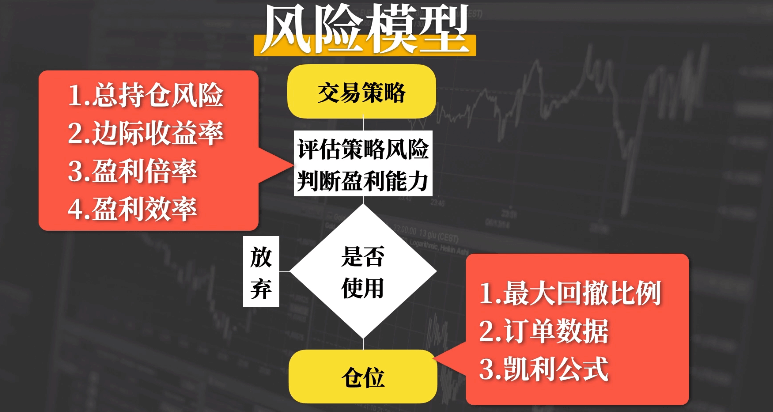 风险模型
交易策略
1.总持仓风险
2.边际收益率
3.盈利倍率
4.盈利效率
评估策略风险
判断盈利能力
是否
使用
放
弃
1.最大回撤比例
2.订单数据
3.凯利公式
仓位